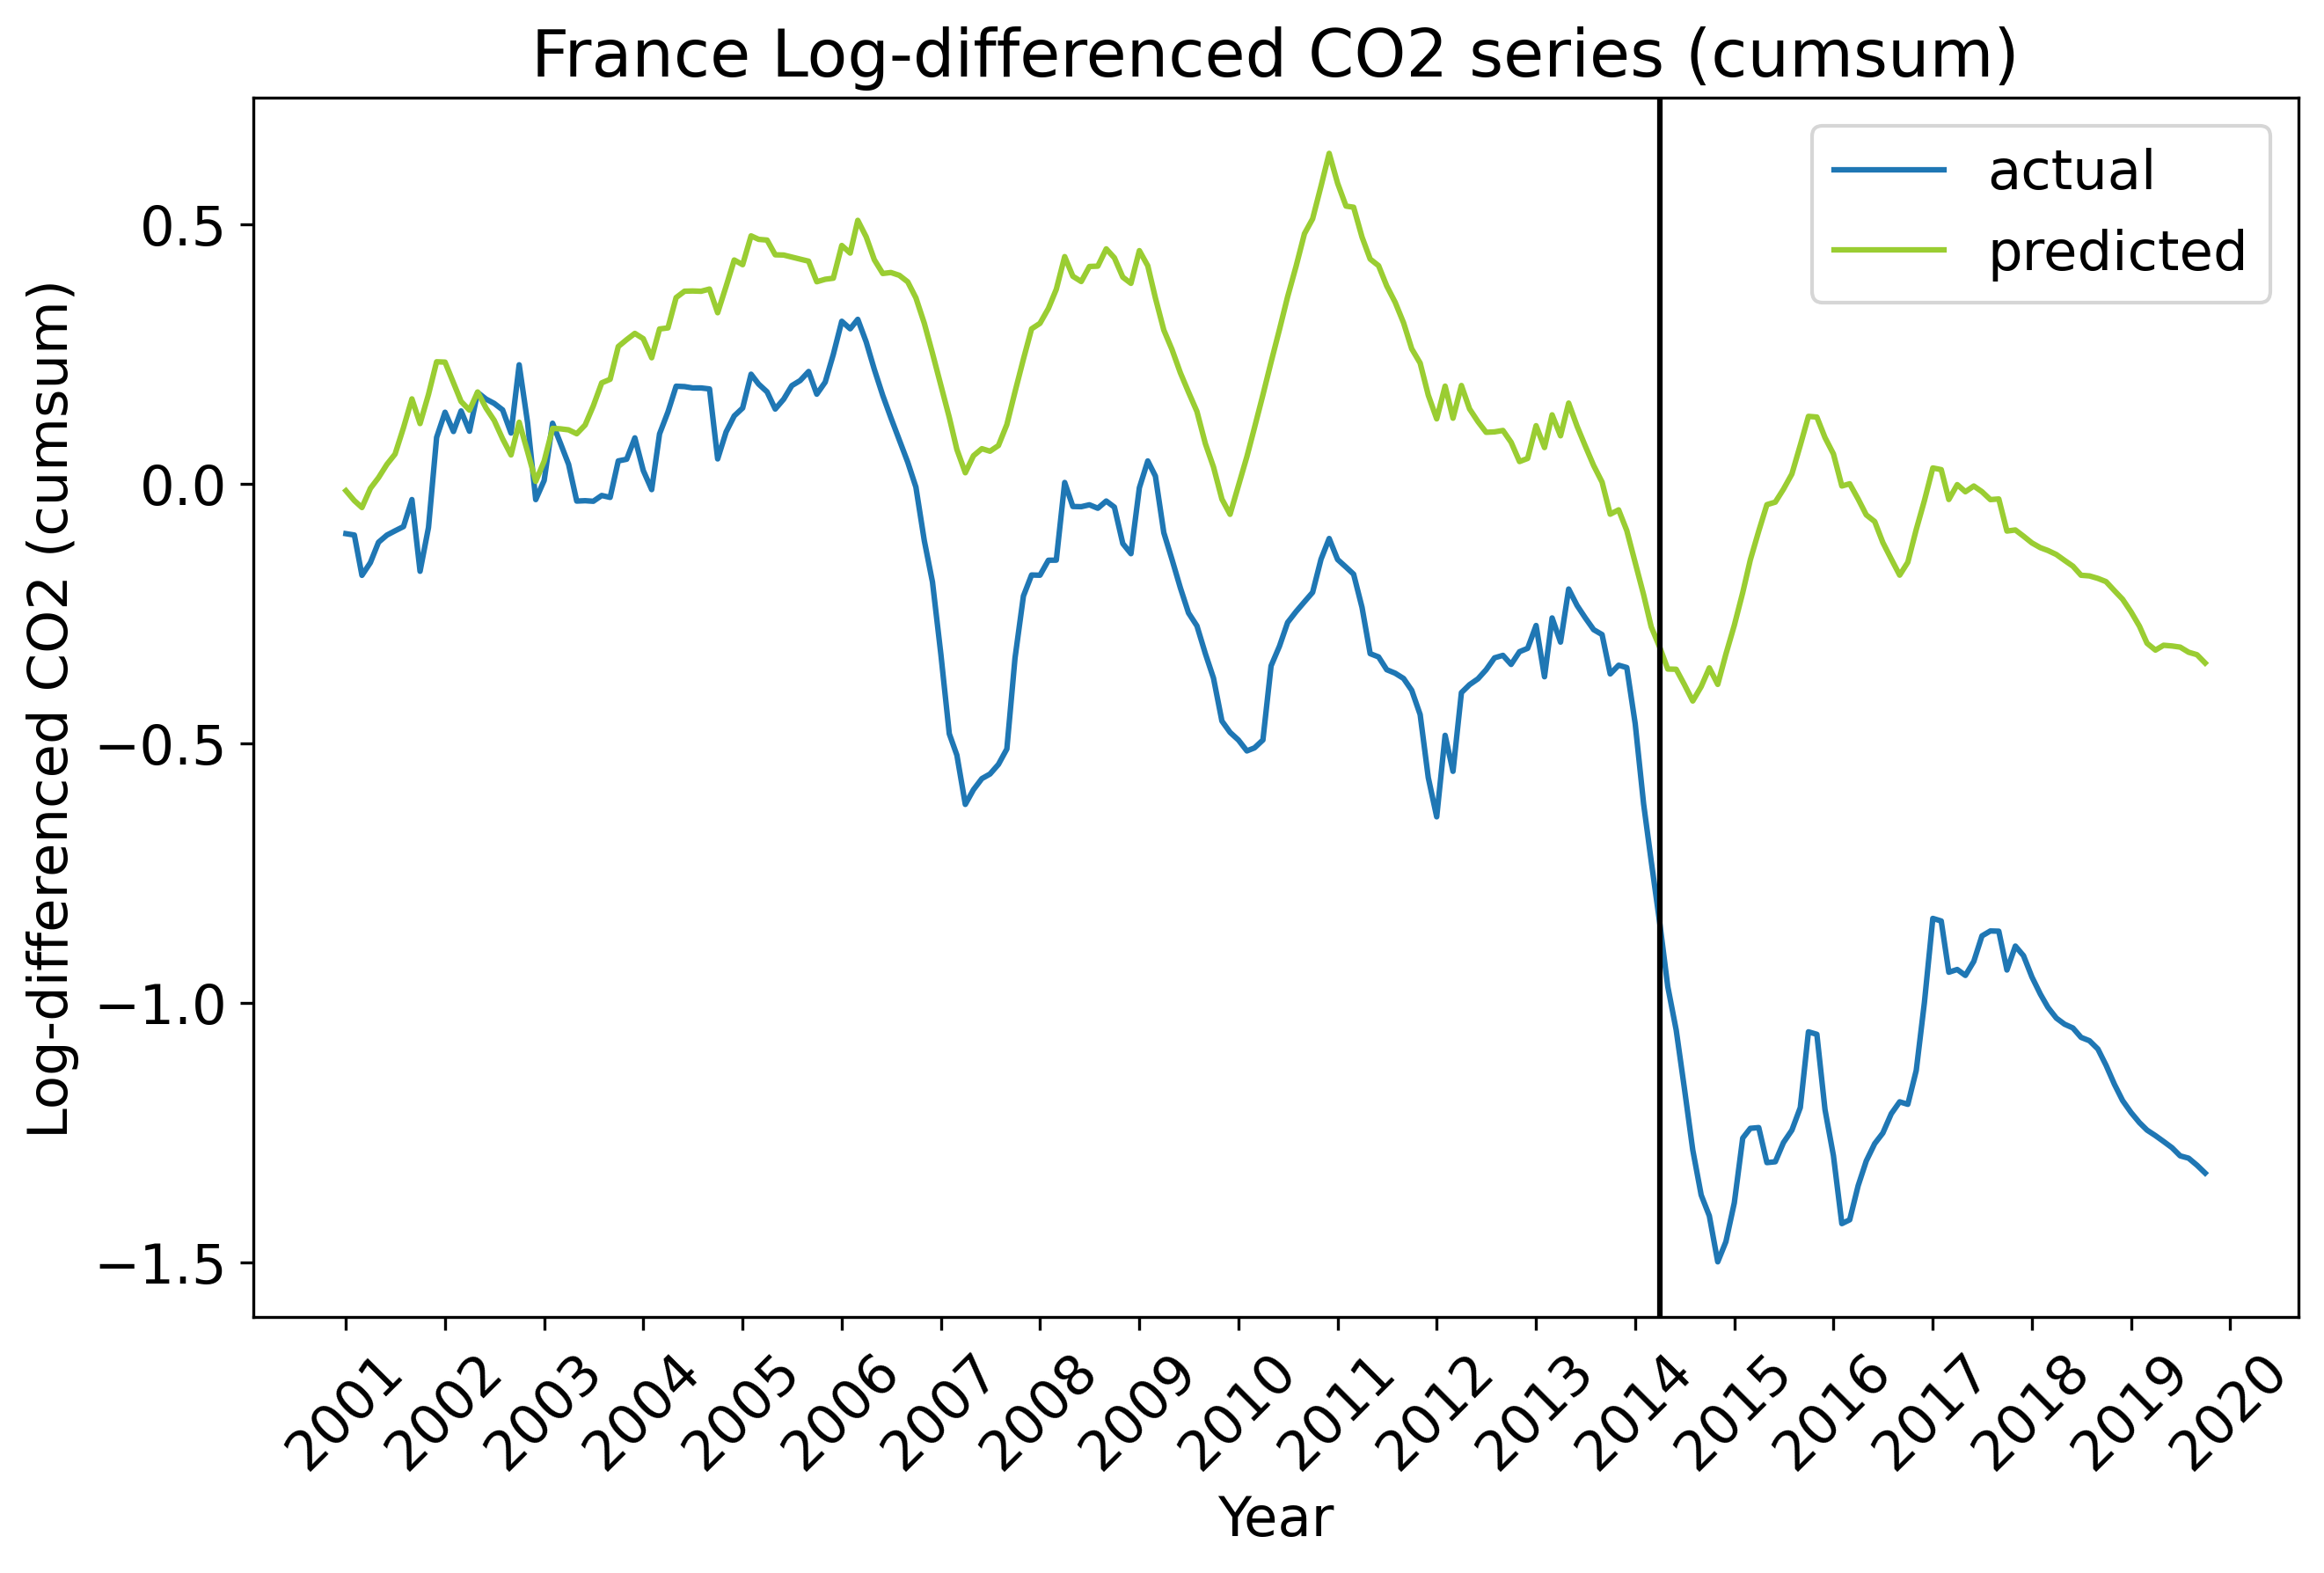 France Log-differenced CO2 series (cumsum)
actual
predicted
Log-differenced CO2 (cumsum)
0.5
0.0
−0.5
−1.0
−1.5
2001 2002 2003 2004 2005 2006 2007 2008 2009 2010 2011 2012 2013 2014 2015 2016 2017 2018 2019 2020
Year